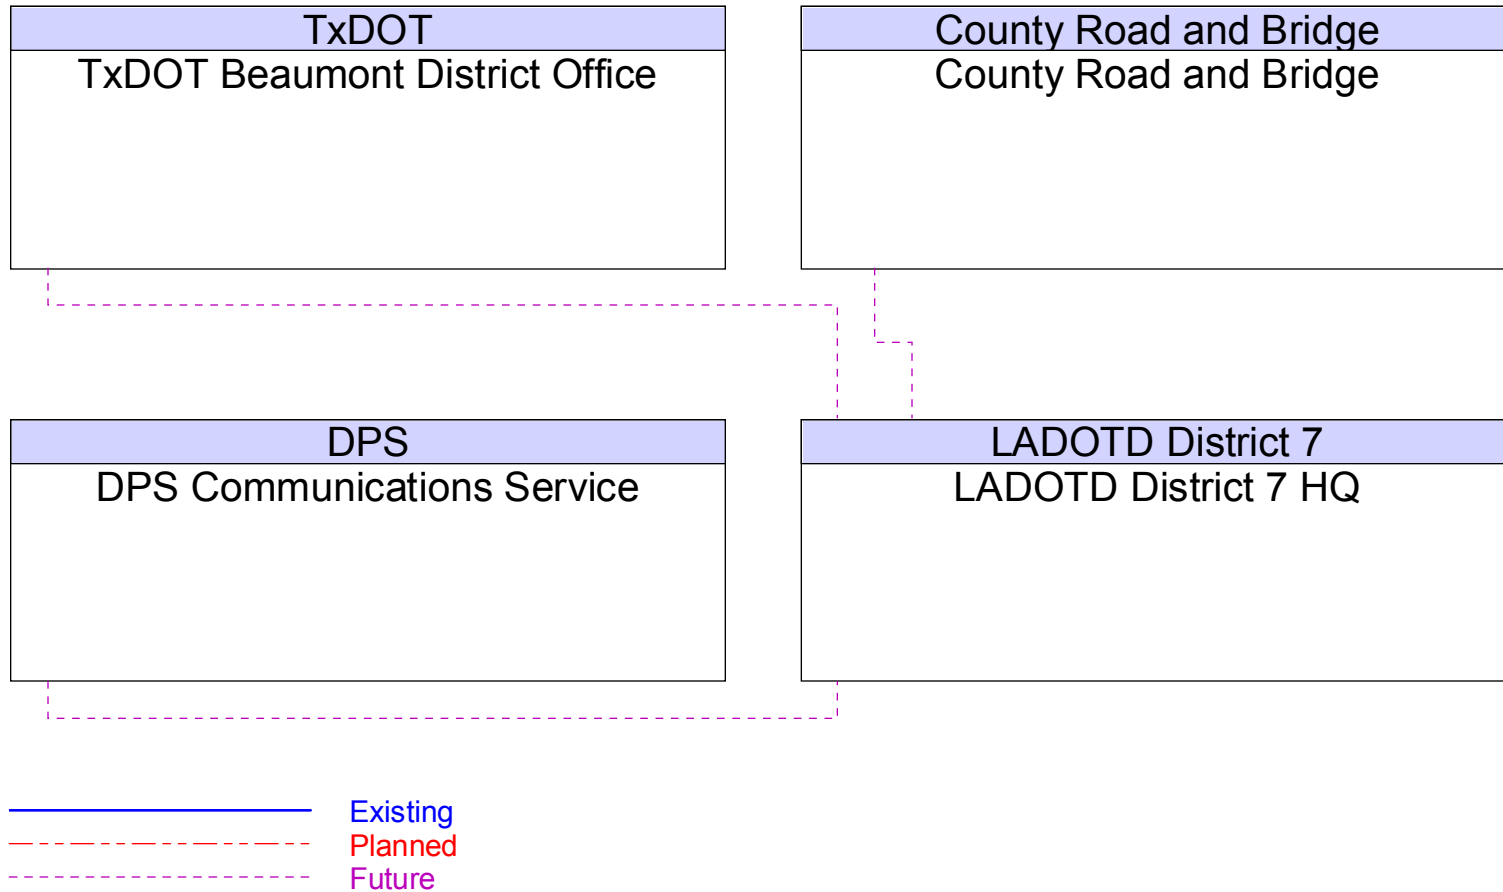 TxDOT
TxDOT Beaumont District Office
County Road and Bridge
County Road and Bridge
DPS
DPS Communications Service
LADOTD District 7
LADOTD District 7 HQ
Existing
Planned
Future